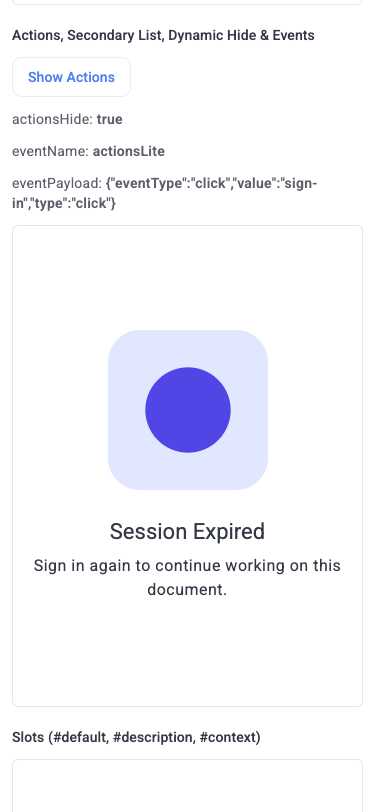 Actions, Secondary List, Dynamic Hide & Events
Show Actions
actionsHide: true
eventName: actionsLite
eventPayload: {"eventType":"click","value":"sign-
in","type":"click"}
Session Expired
Sign in again to continue working on this
document.
Slots (#default, #description, #context)